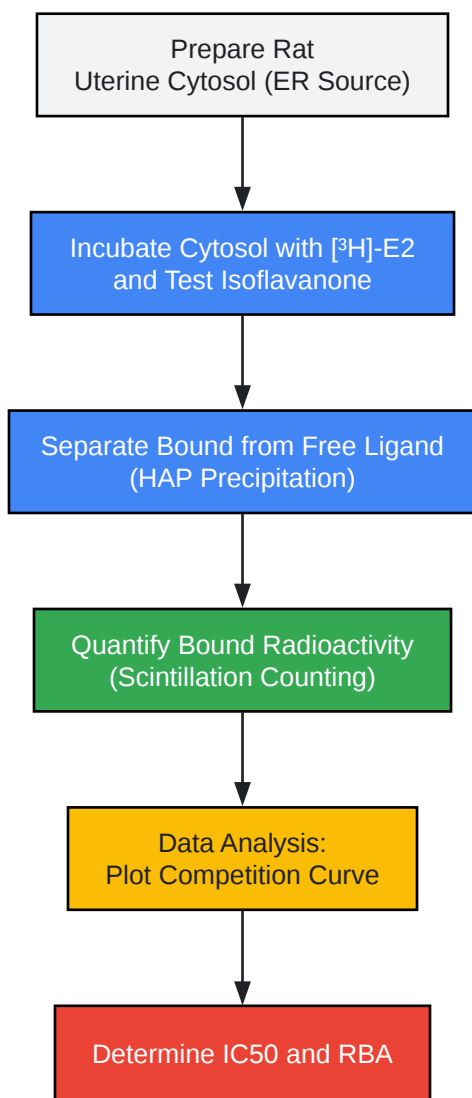 Prepare Rat
Uterine Cytosol (ER Source)
Incubate Cytosol with [³H]-E2
and Test Isoflavanone
Separate Bound from Free Ligand
(HAP Precipitation)
Quantify Bound Radioactivity
(Scintillation Counting)
Data Analysis:
Plot Competition Curve
Determine IC50 and RBA